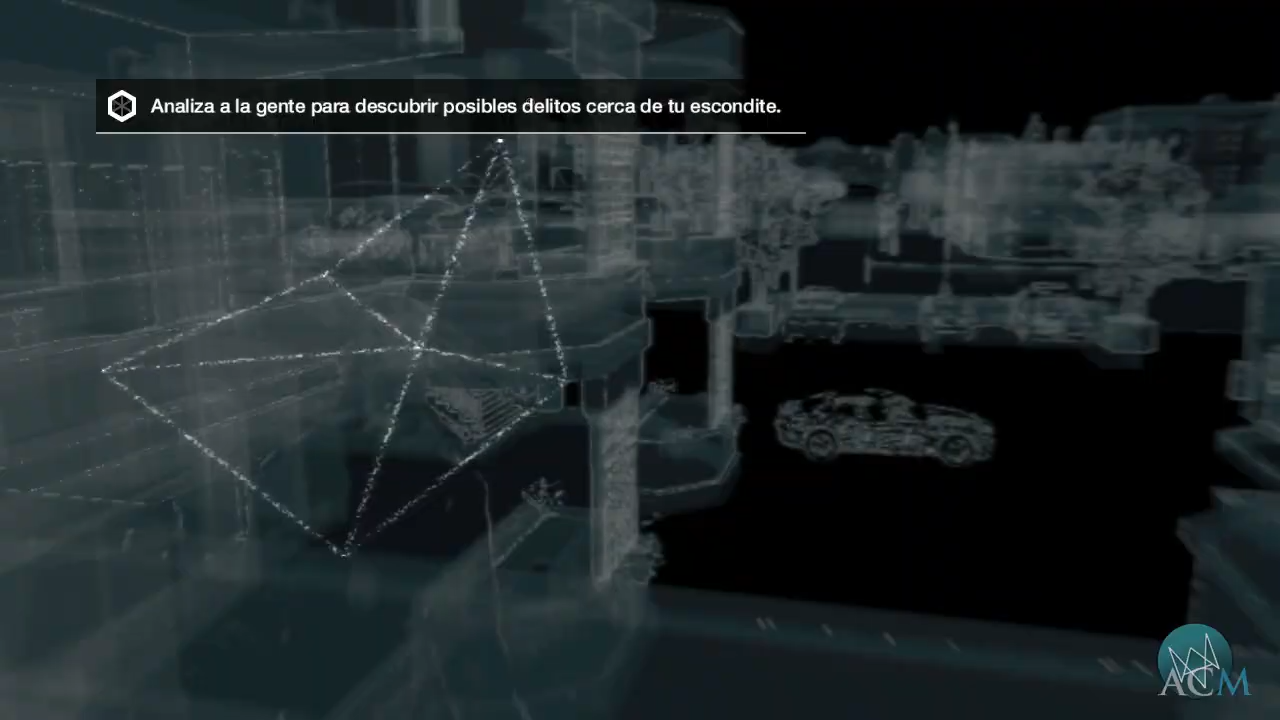 Analiza a la gente para descubrir posibles delitos cerca de tu escondite.
ACM